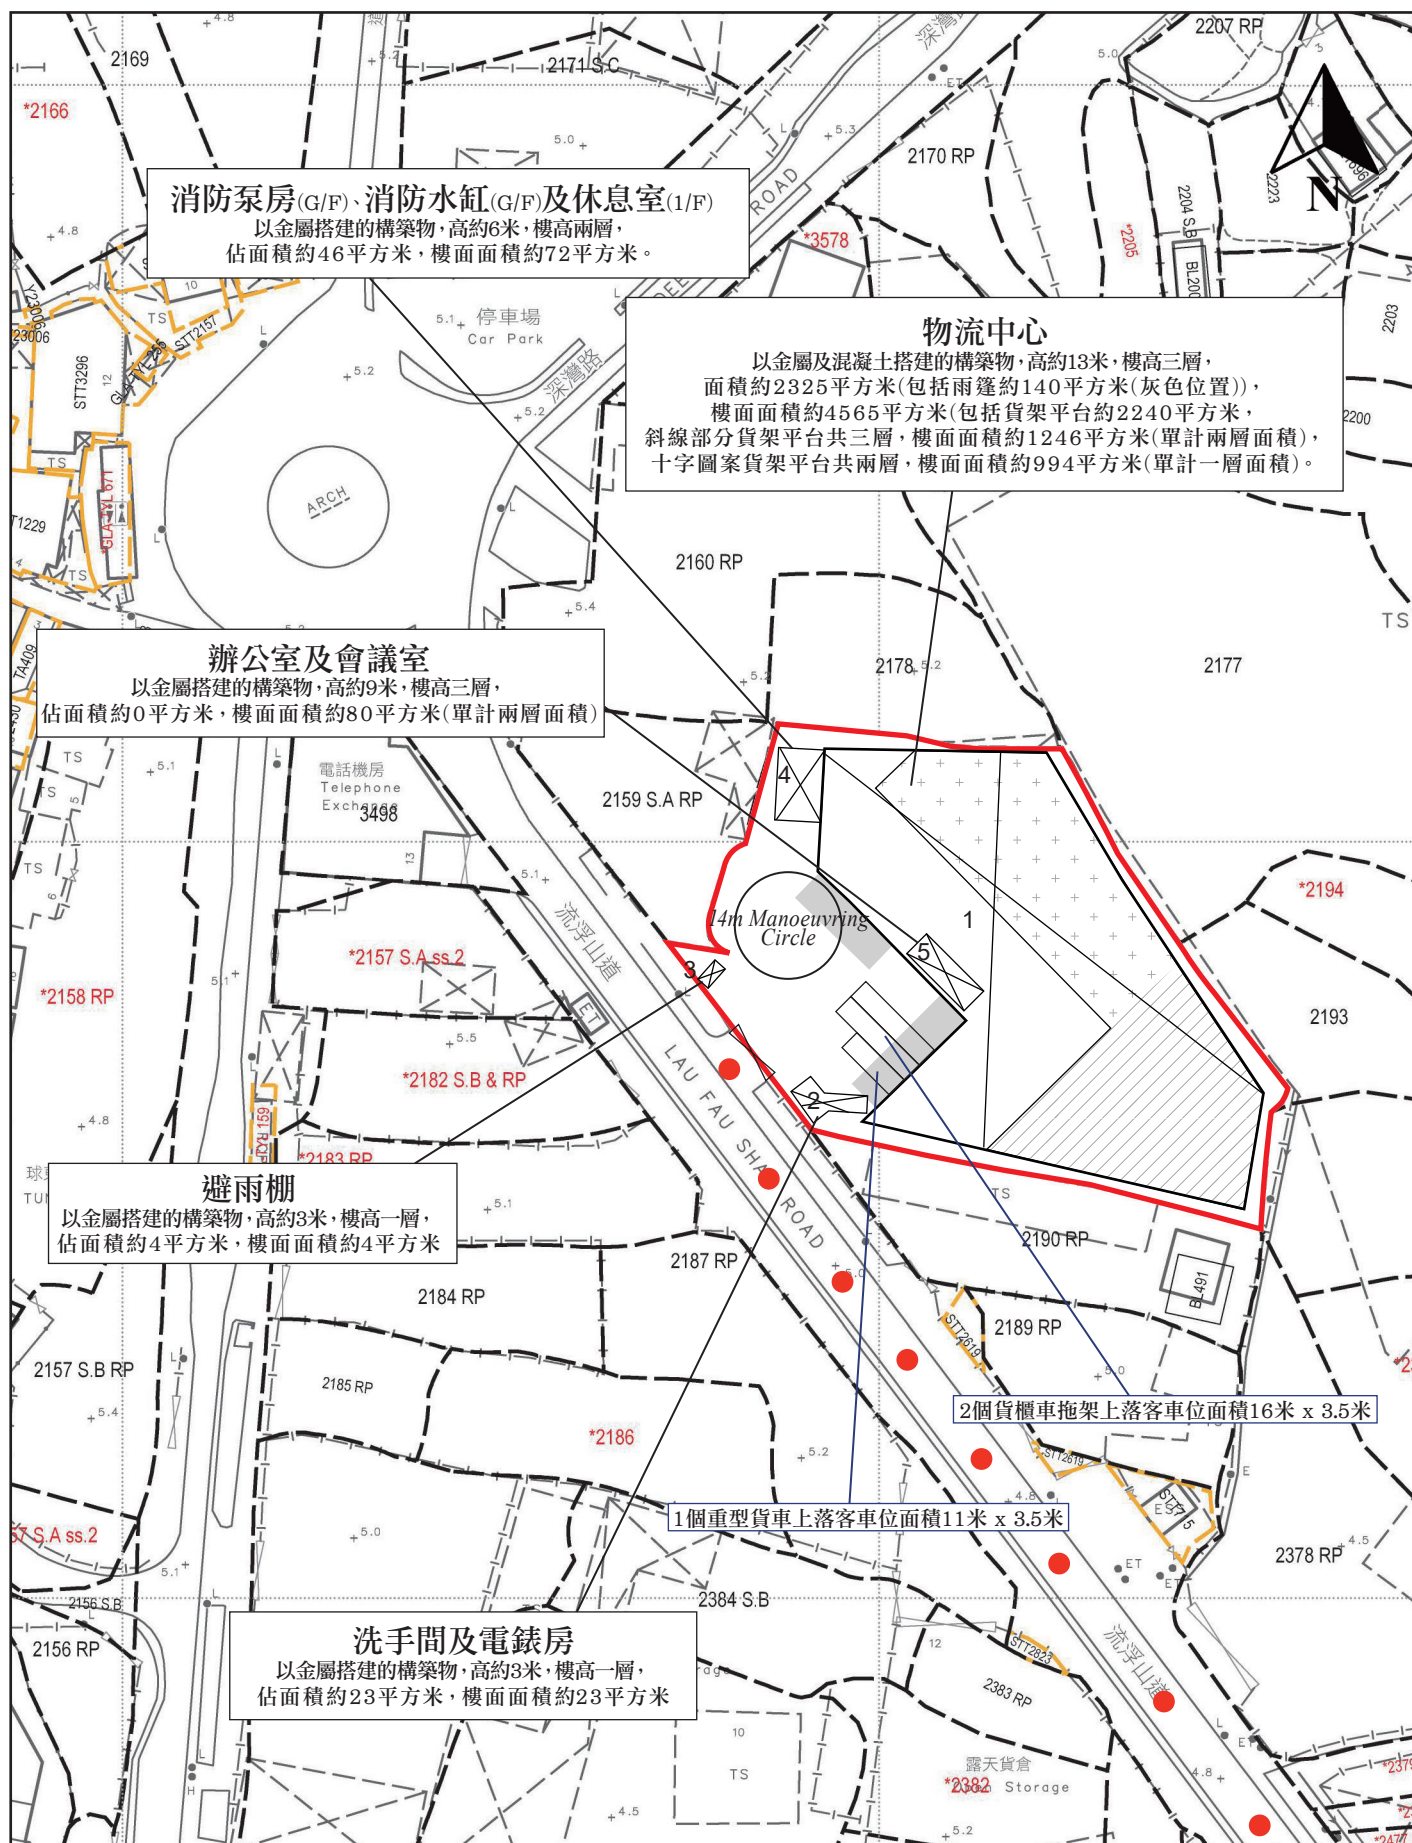 2169
*2166
2171 S.C
深灣路
2207 RP
2170 RP
*3578
2204 S.B
*2205
2223
2203
2200
N
消防泵房(G/F)、消防水缸(G/F)及休息室(1/F)
以金屬搭建的構築物，高約6米，樓高兩層，
佔面積約46平方米，樓面面積約72平方米。
物流中心
以金屬及混凝土搭建的構築物，高約13米，樓高三層，
面積約2325平方米(包括雨篷約140平方米(灰色位置))，
樓面面積約4565平方米(包括貨架平台約2240平方米，
斜線部分貨架平台共三層，樓面面積約1246平方米(單計兩層面積)，
十字圖案貨架平台共兩層，樓面面積約994平方米(單計一層面積)。
停車場
Car Park
深灣路
ROAD
ARCH
STT3296
STT2157
GLA-TYL 255
*GLA-TYL 671
T1229
TA409
2160 RP
2178
2177
TS
辦公室及會議室
以金屬搭建的構築物，高約9米，樓高三層，
佔面積約0平方米，樓面面積約80平方米(單計兩層面積)
電話機房
Telephone
Exchange
3498
2159 S.A RP
4
14m Manoeuvring
Circle
1
5
3
2
*2194
2193
*2157 S.A ss.2
*2158 RP
*2182 S.B & RP
*2183 RP
ET
流浮山道
LAU FAU SHAN ROAD
避雨棚
以金屬搭建的構築物，高約3米，樓高一層，
佔面積約4平方米，樓面面積約4平方米
2187 RP
2184 RP
2185 RP
*2186
2157 S.B RP
2190 RP
BL491
2189 RP
STT2619
2個貨櫃車拖架上落客車位面積16米 x 3.5米
STT2619
1個重型貨車上落客車位面積11米 x 3.5米
2378 RP
2384 S.B
2156 S.B
2156 RP
洗手間及電錶房
以金屬搭建的構築物，高約3米，樓高一層，
佔面積約23平方米，樓面面積約23平方米
STT2823
2383 RP
流浮山道
露天貨倉
*2382
Open Storage
TS